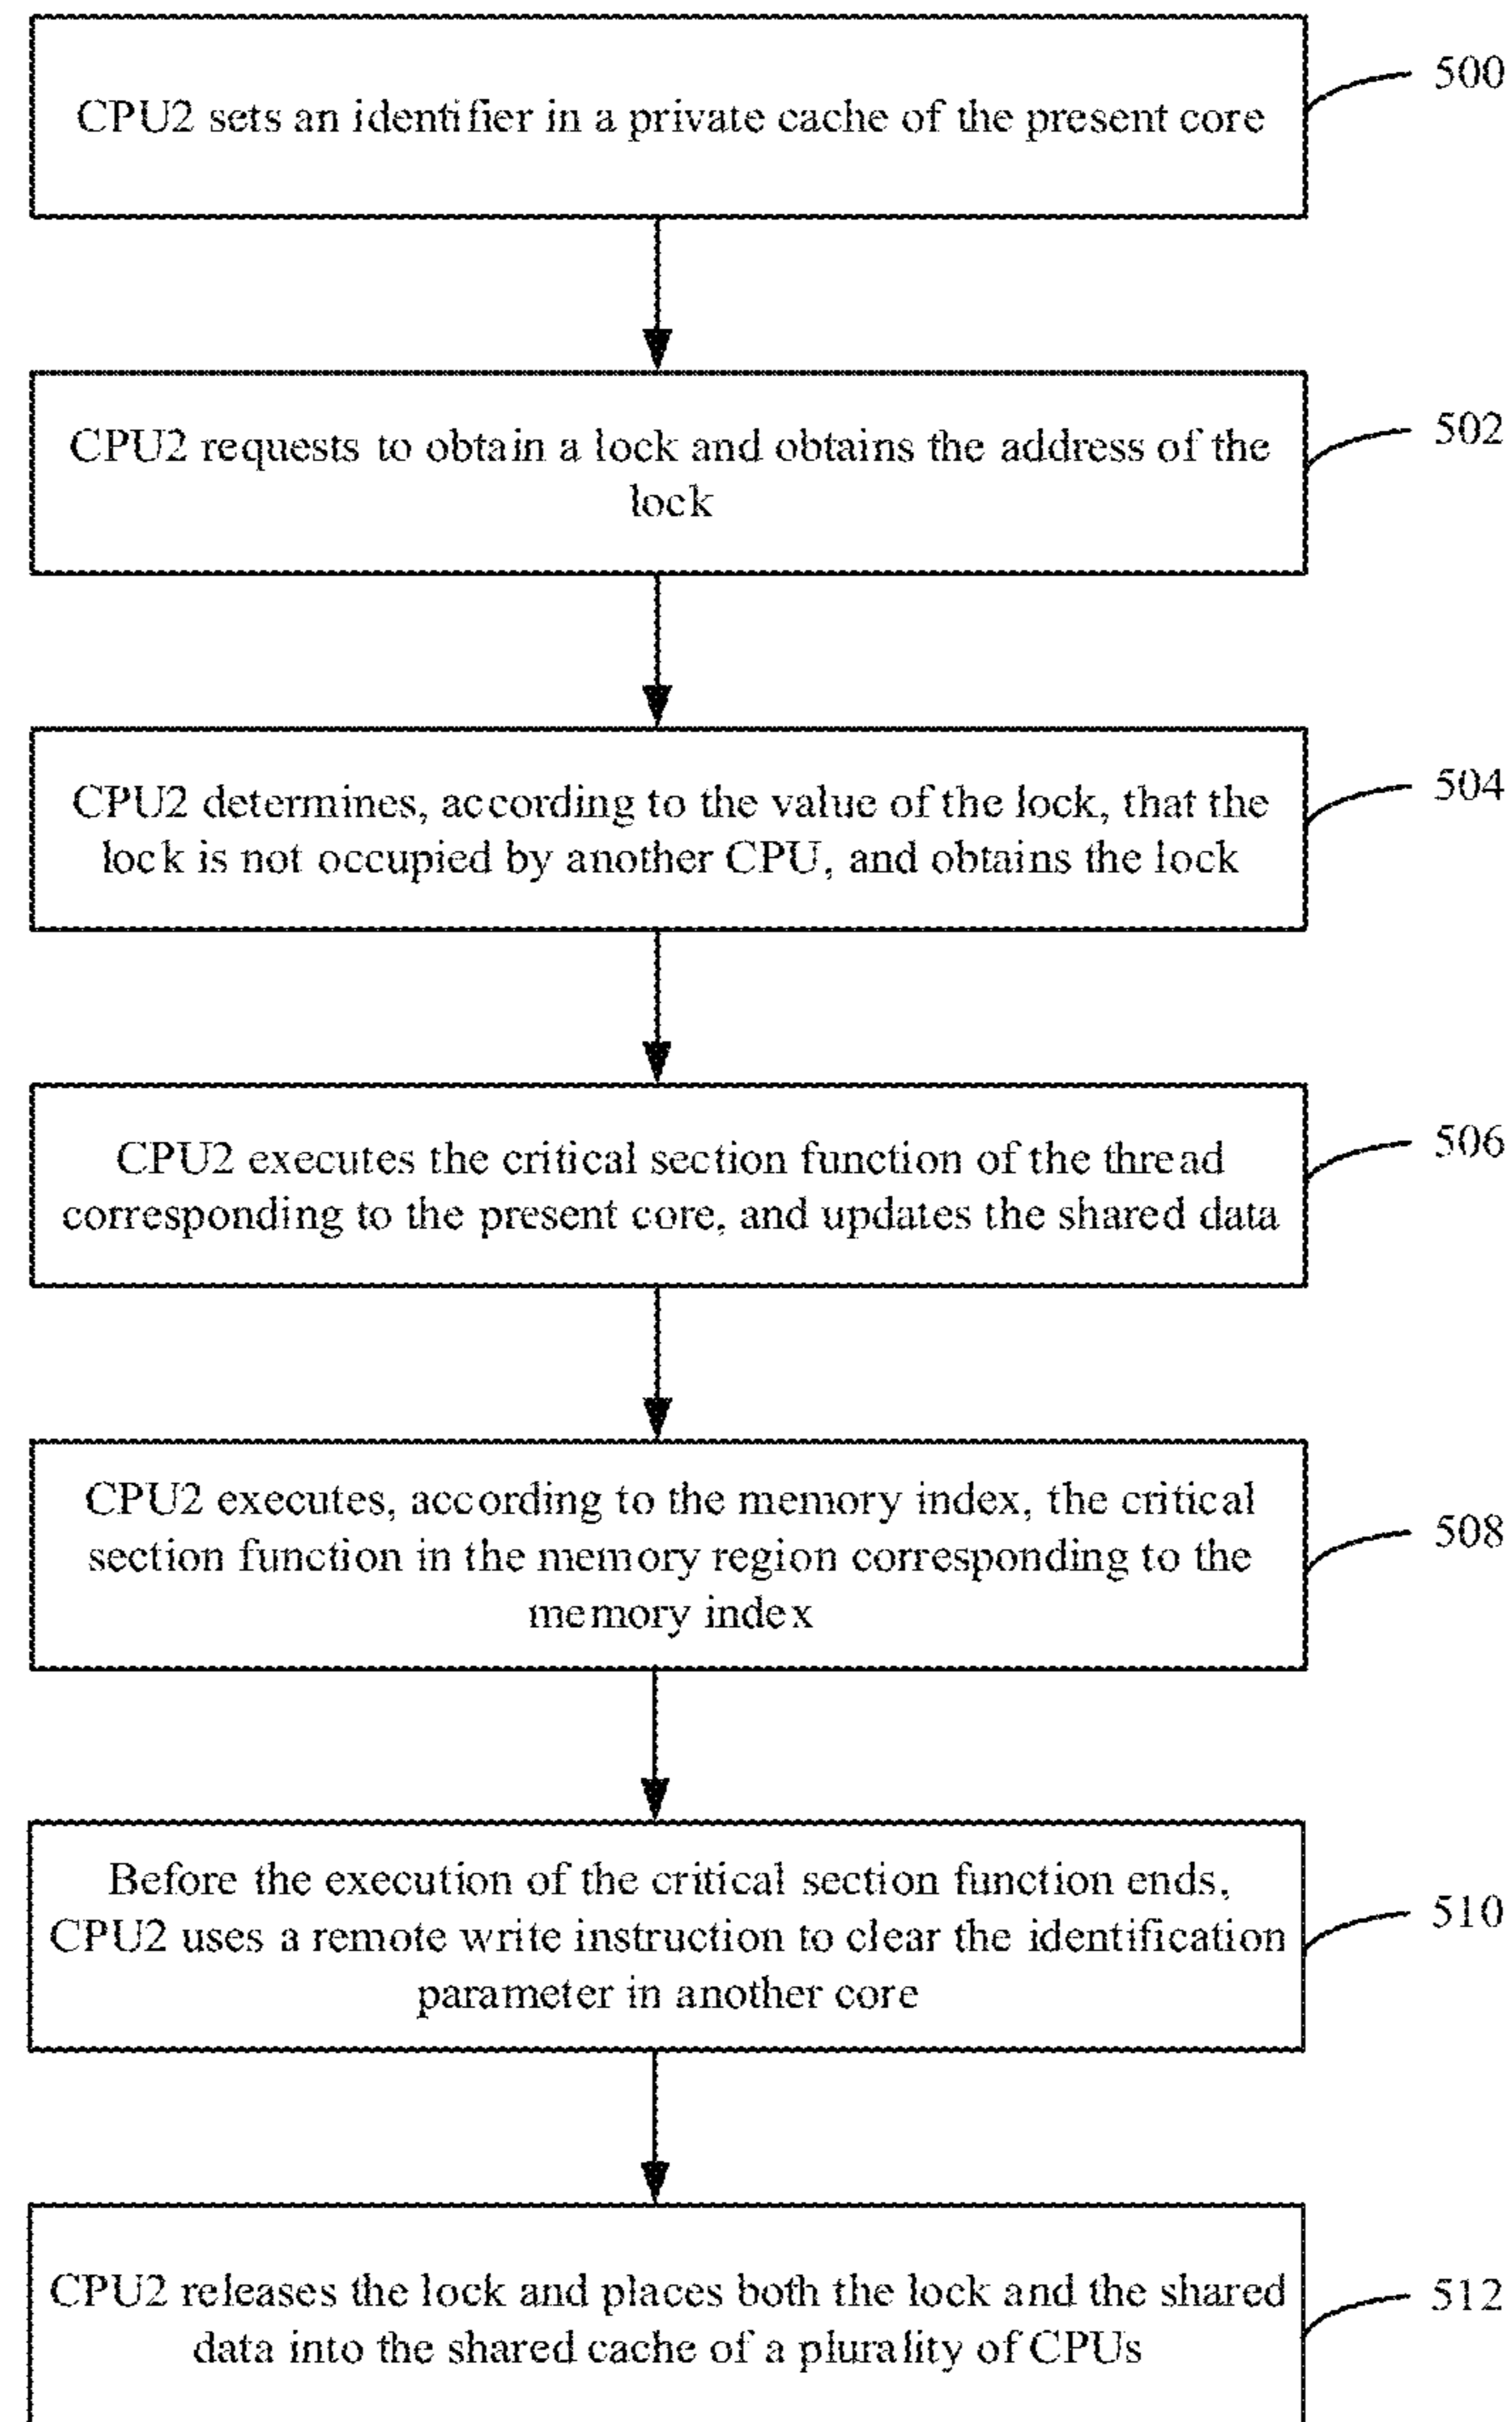 CPU2 sets an identifier in a private cache of the present core
500
CPU2 requests to obtain a lock and obtains the address of the
lock
502
CPU2 determines, according to the value of the lock, that the
lock is not occupied by another CPU, and obtains the lock
504
CPU2 executes the critical section function of the thread
corresponding to the present core, and updates the shared data
506
CPU2 executes, according to the memory index, the critical
section function in the memory region corresponding to the
memory index
508
Before the execution of the critical section function ends,
CPU2 uses a remote write instruction to clear the identification
parameter in another core
510
CPU2 releases the lock and places both the lock and the shared
data into the shared cache of a plurality of CPUs
512